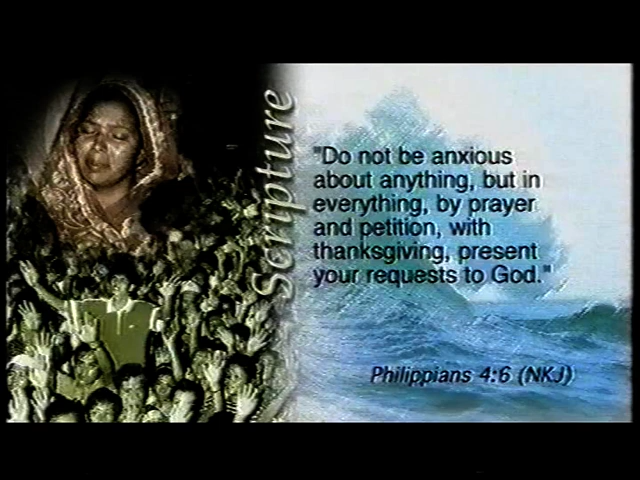 Scripture
"Do not be anxious
about anything, but in
everything, by prayer
and petition, with
thanksgiving, present
your requests to God."
Philippians 4:6 (NKJ)